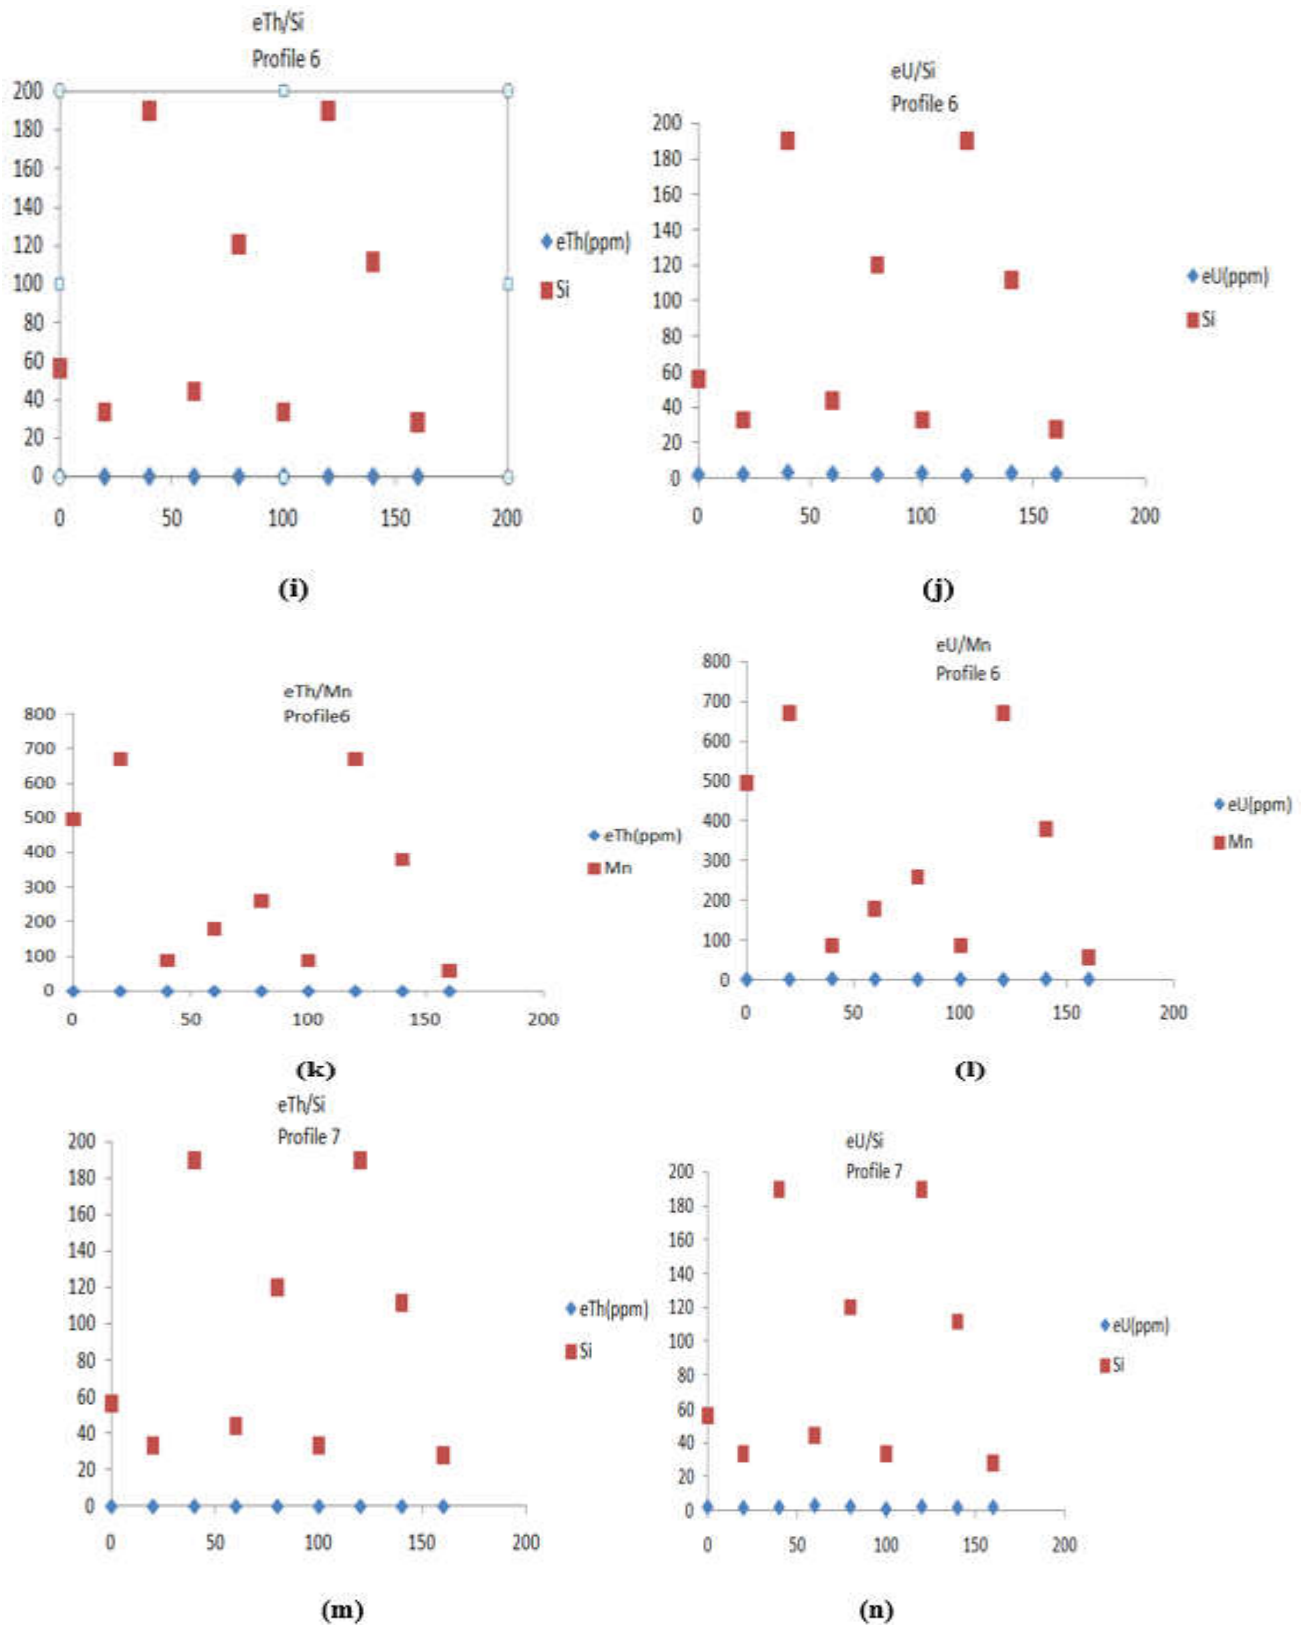 eTh/Si
Profile 6
200
180
160
140
120
100
80
60
40
20
0
0 50 100 150 200
eTh(ppm)
Si
(i)
eU/Si
Profile 6
200
180
160
140
120
100
80
60
40
20
0
0 50 100 150 200
eU(ppm)
Si
(j)
eTh/Mn
Profile6
800
700
600
500
400
300
200
100
0
0 50 100 150 200
eTh(ppm)
Mn
(k)
eU/Mn
Profile 6
800
700
600
500
400
300
200
100
0
0 50 100 150 200
eU(ppm)
Mn
(l)
eTh/Si
Profile 7
200
180
160
140
120
100
80
60
40
20
0
0 50 100 150 200
eTh(ppm)
Si
(m)
eU/Si
Profile 7
200
180
160
140
120
100
80
60
40
20
0
0 50 100 150 200
eU(ppm)
Si
(n)